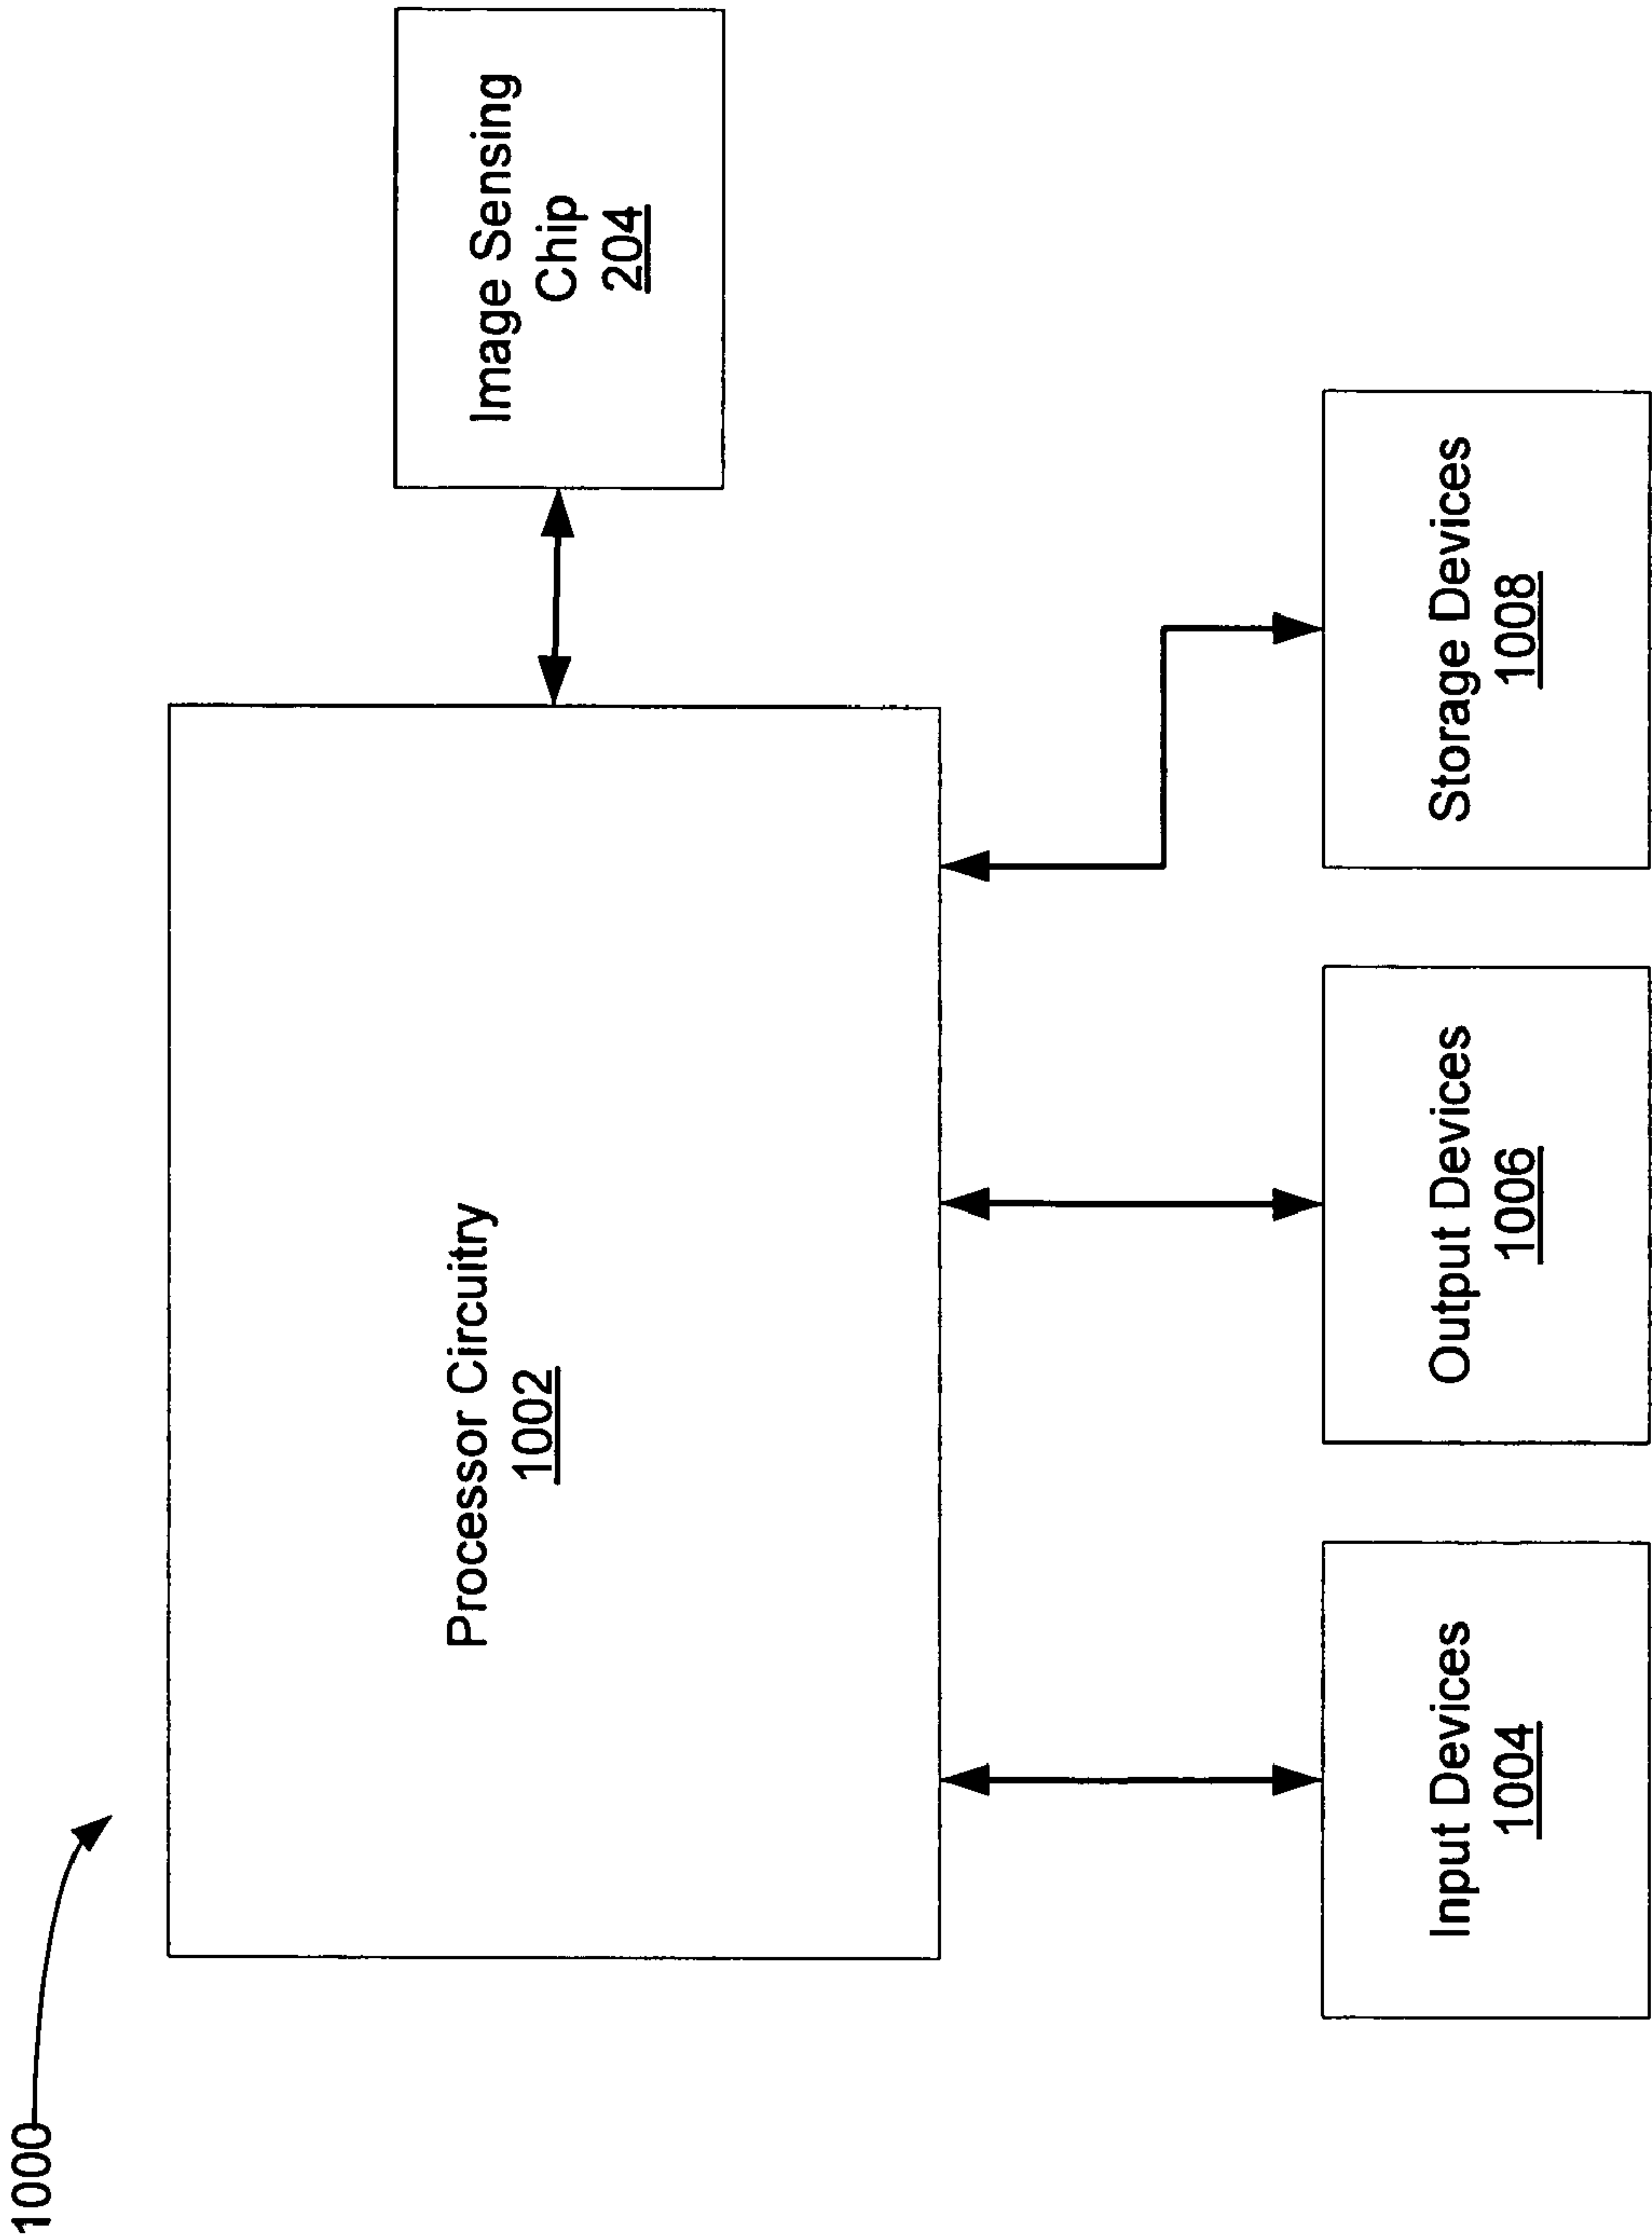 1000
Processor Circuitry
1002
Image Sensing
Chip
204
Input Devices
1004
Output Devices
1006
Storage Devices
1008